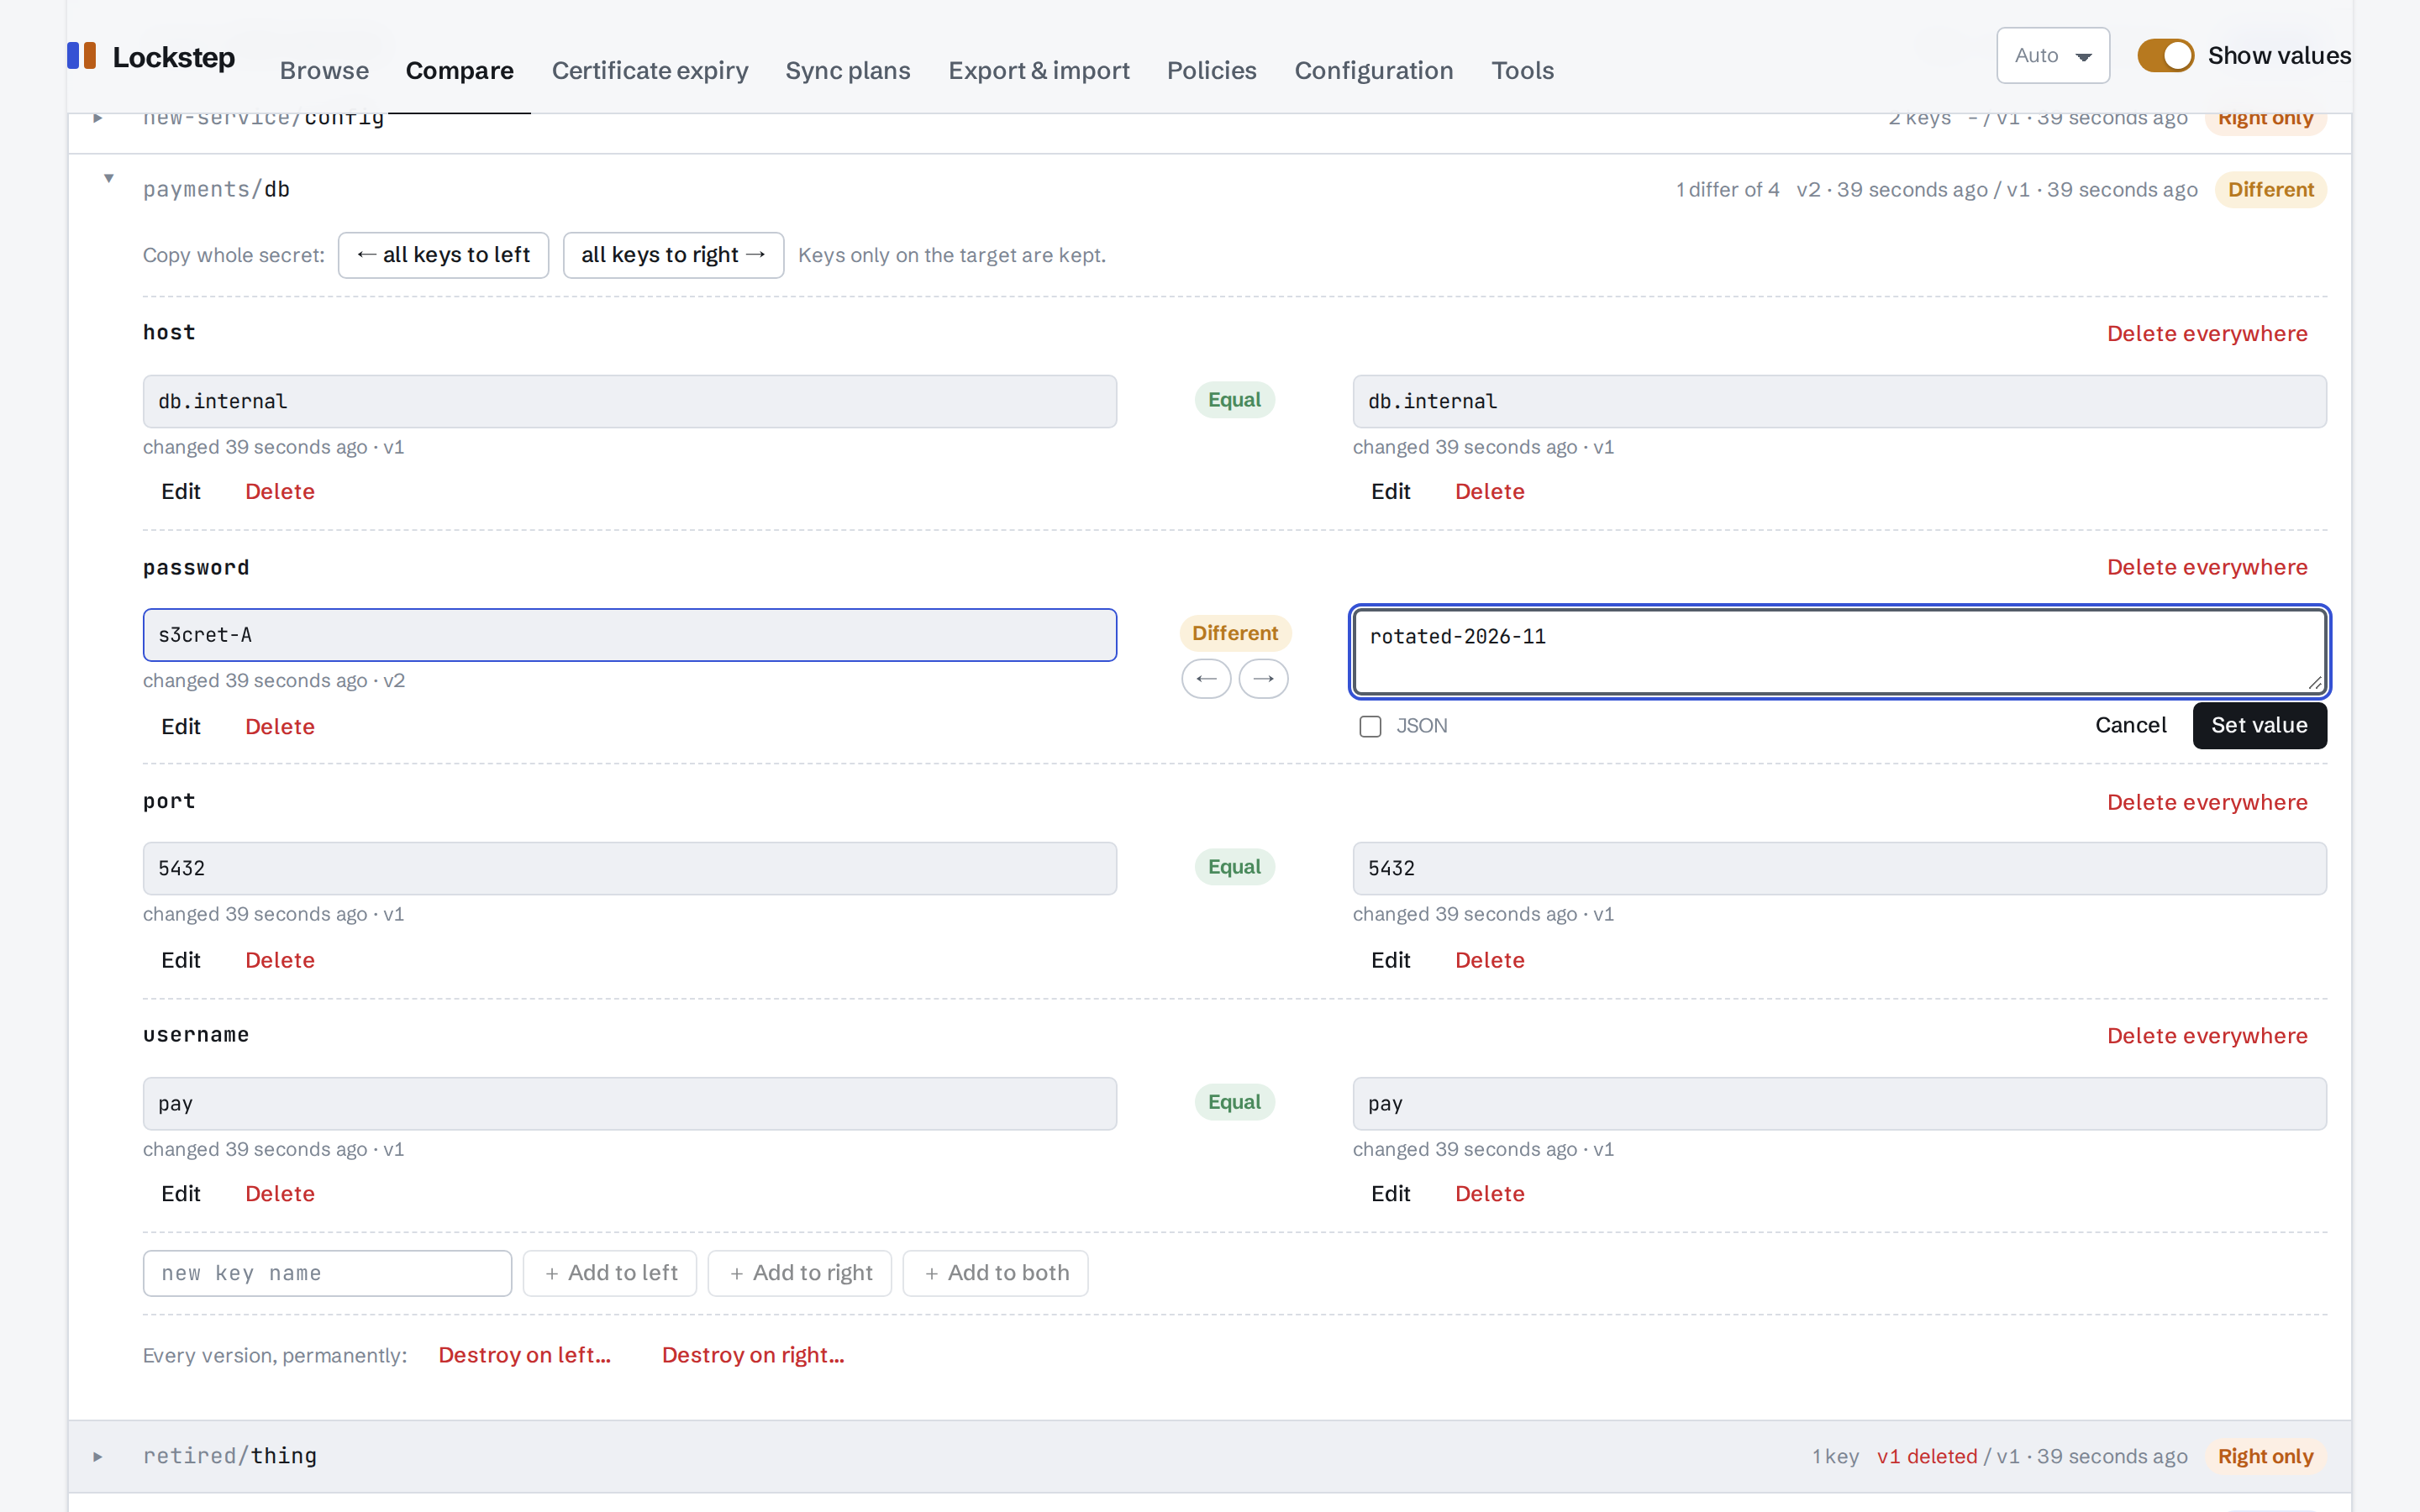 Lockstep Browse Compare Certificate expiry Sync plans Export & import Policies Configuration Tools Auto Show values
new-service/config 2 keys – / v1 · 39 seconds ago Right only
payments/db 1 differ of 4 v2 · 39 seconds ago / v1 · 39 seconds ago Different
Copy whole secret: ← all keys to left all keys to right → Keys only on the target are kept.
host Delete everywhere
db.internal Equal db.internal
changed 39 seconds ago · v1 changed 39 seconds ago · v1
Edit Delete Edit Delete
password Delete everywhere
s3cret-A Different rotated-2026-11
changed 39 seconds ago · v2 ← →
Edit Delete JSON Cancel Set value
port Delete everywhere
5432 Equal 5432
changed 39 seconds ago · v1 changed 39 seconds ago · v1
Edit Delete Edit Delete
username Delete everywhere
pay Equal pay
changed 39 seconds ago · v1 changed 39 seconds ago · v1
Edit Delete Edit Delete
new key name + Add to left + Add to right + Add to both
Every version, permanently: Destroy on left… Destroy on right…
retired/thing 1 key v1 deleted / v1 · 39 seconds ago Right only